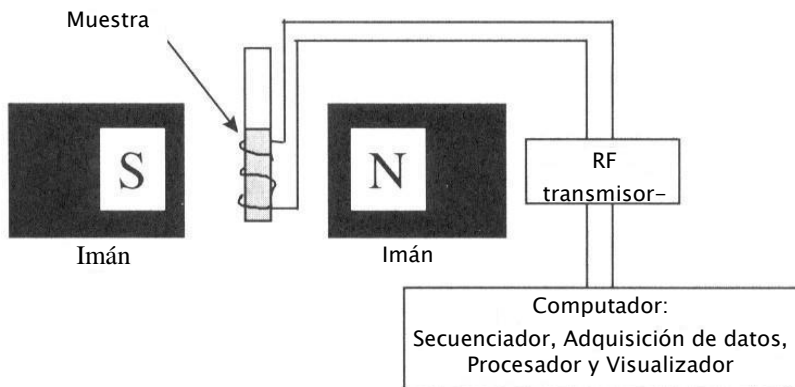 Muestra
S
N
RF
transmisor-
Imán
Imán
Computador:
Secuenciador, Adquisición de datos,
Procesador y Visualizador